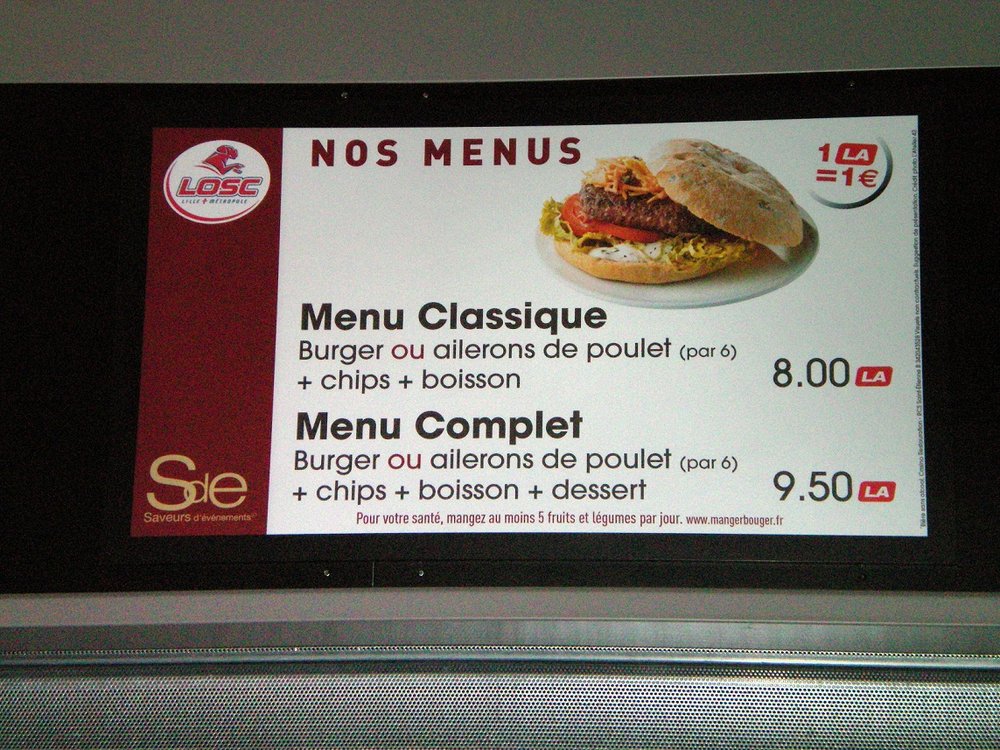 LOSC
LILLE MÉTROPOLE
NOS MENUS
1 LA
=1€
Menu Classique
Burger ou ailerons de poulet (par 6)
+ chips + boisson
8.00 LA
Menu Complet
Burger ou ailerons de poulet (par 6)
+ chips + boisson + dessert
9.50 LA
Sde
Saveurs d'évènements
Pour votre santé, mangez au moins 5 fruits et légumes par jour. www.mangerbouger.fr